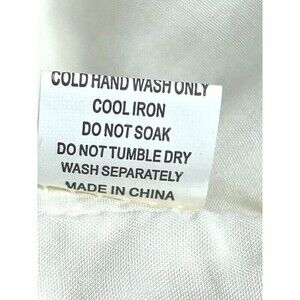 COLD HAND WASH ONLY
COOL IRON
DO NOT SOAK
DO NOT TUMBLE DRY
WASH SEPARATELY
MADE IN CHINA